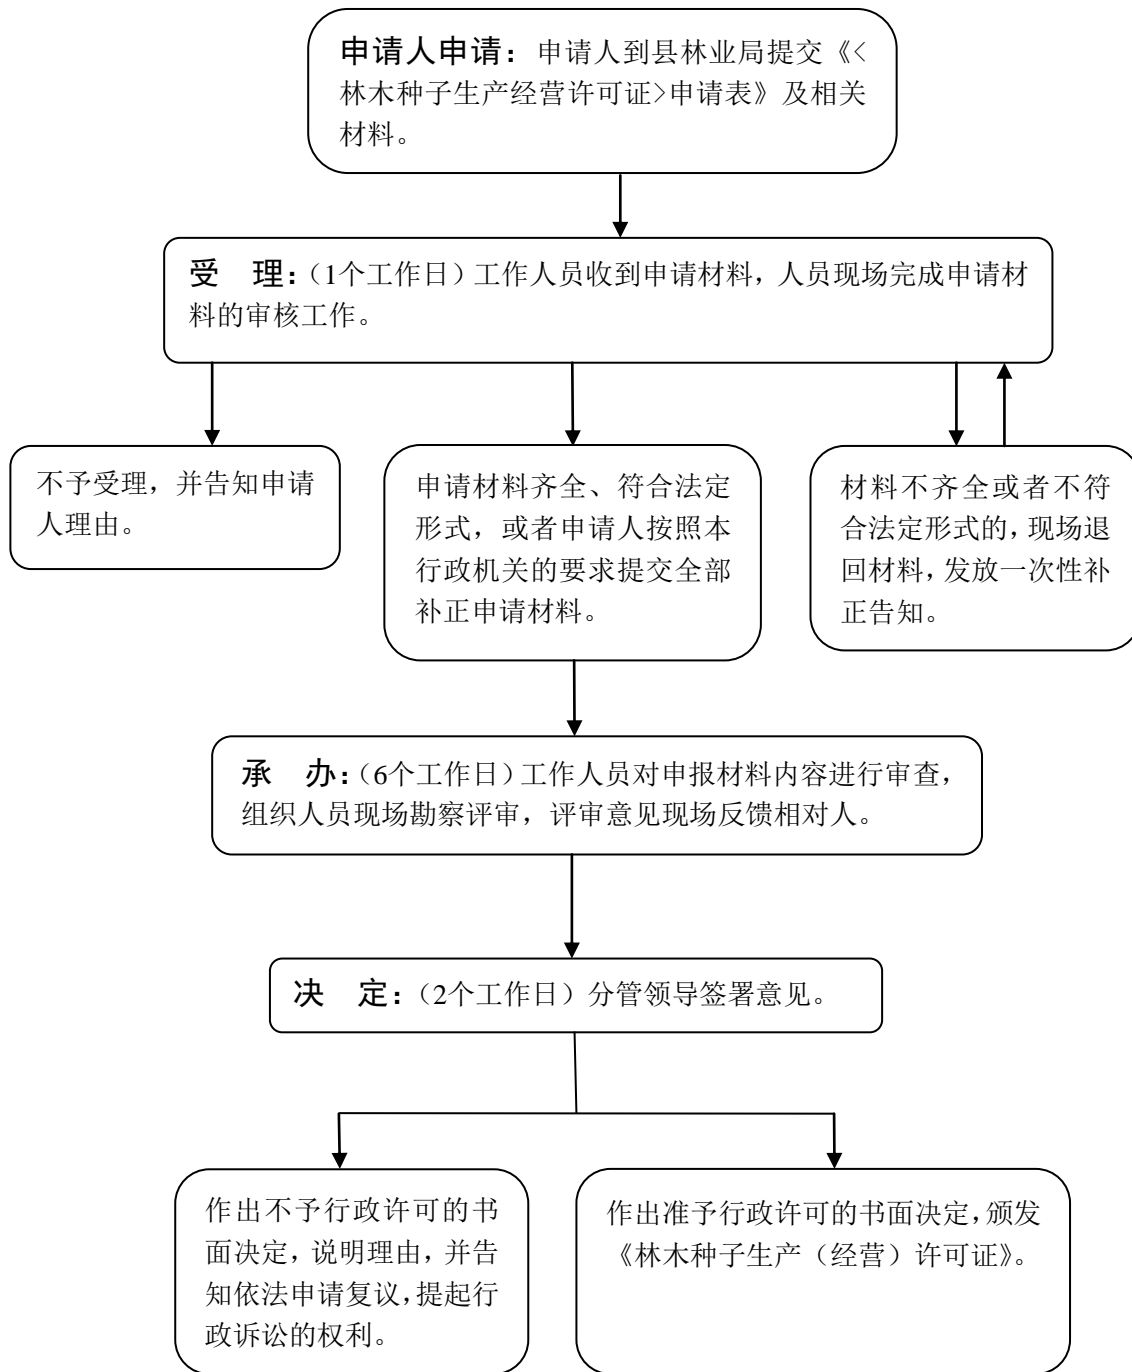 申请人申请：申请人到县林业局提交《<
林木种子生产经营许可证>申请表》及相关
材料。
受　理：（1个工作日）工作人员收到申请材料，人员现场完成申请材
料的审核工作。
不予受理，并告知申请
人理由。
申请材料齐全、符合法定
形式，或者申请人按照本
行政机关的要求提交全部
补正申请材料。
材料不齐全或者不符
合法定形式的，现场退
回材料，发放一次性补
正告知。
承　办：（6个工作日）工作人员对申报材料内容进行审查，
组织人员现场勘察评审，评审意见现场反馈相对人。
决　定：（2个工作日）分管领导签署意见。
作出不予行政许可的书
面决定，说明理由，并告
知依法申请复议，提起行
政诉讼的权利。
作出准予行政许可的书面决定，颁发
《林木种子生产（经营）许可证》。